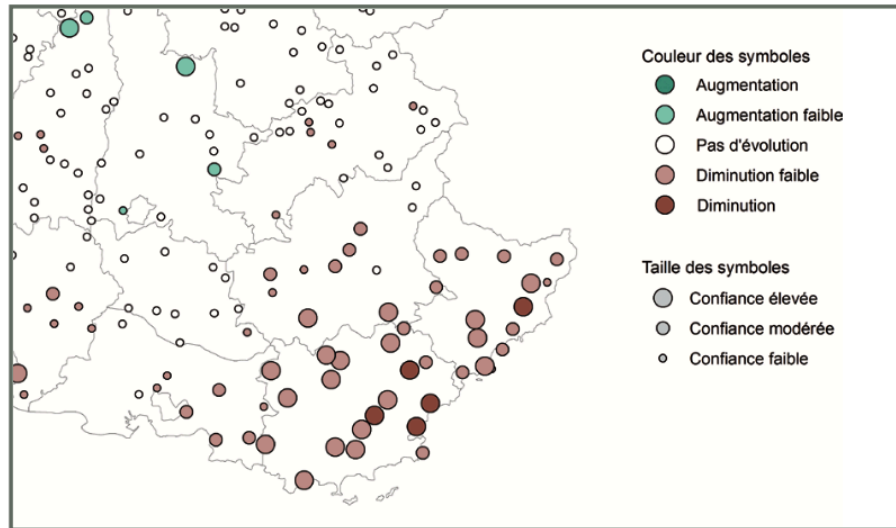 Couleur des symboles
Augmentation
Augmentation faible
Pas d'évolution
Diminution faible
Diminution
Taille des symboles
Confiance élevée
Confiance modérée
Confiance faible